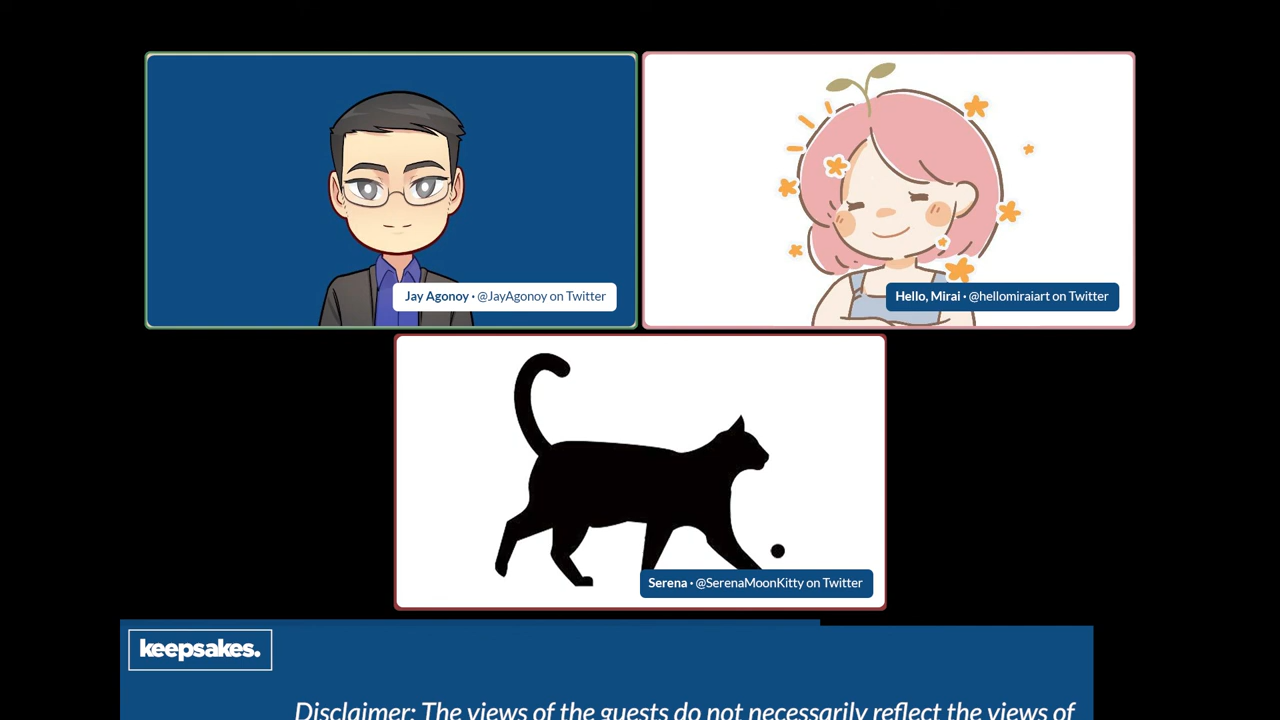 Jay Agonoy · @JayAgonoy on Twitter
Hello, Mirai · @hellomiraiart on Twitter
Serena · @SerenaMoonKitty on Twitter
keepsakes.
Disclaimer: The views of the guests do not necessarily reflect the views of